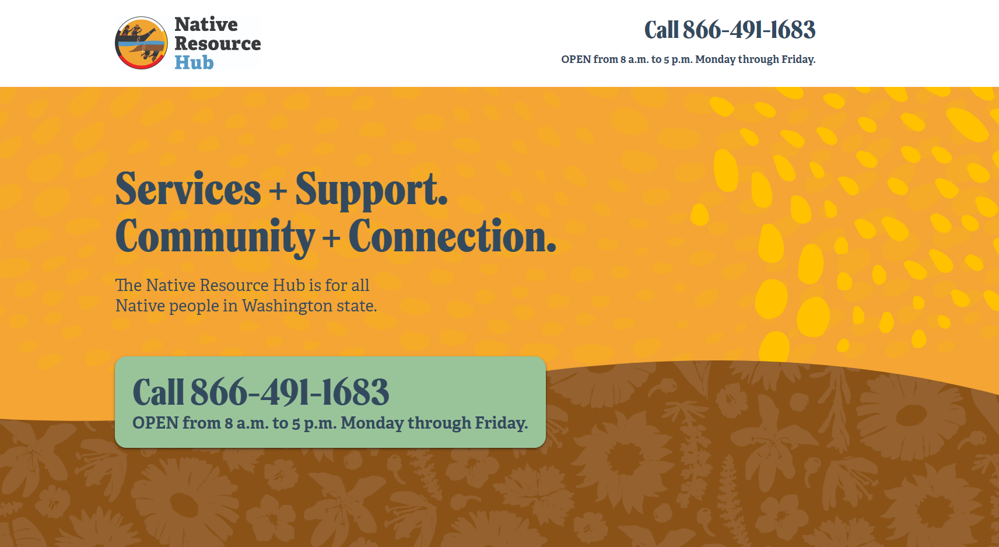 Native
Resource
Hub
Call 866-491-1683
OPEN from 8 a.m. to 5 p.m. Monday through Friday.
Services + Support.
Community + Connection.
The Native Resource Hub is for all
Native people in Washington state.
Call 866-491-1683
OPEN from 8 a.m. to 5 p.m. Monday through Friday.